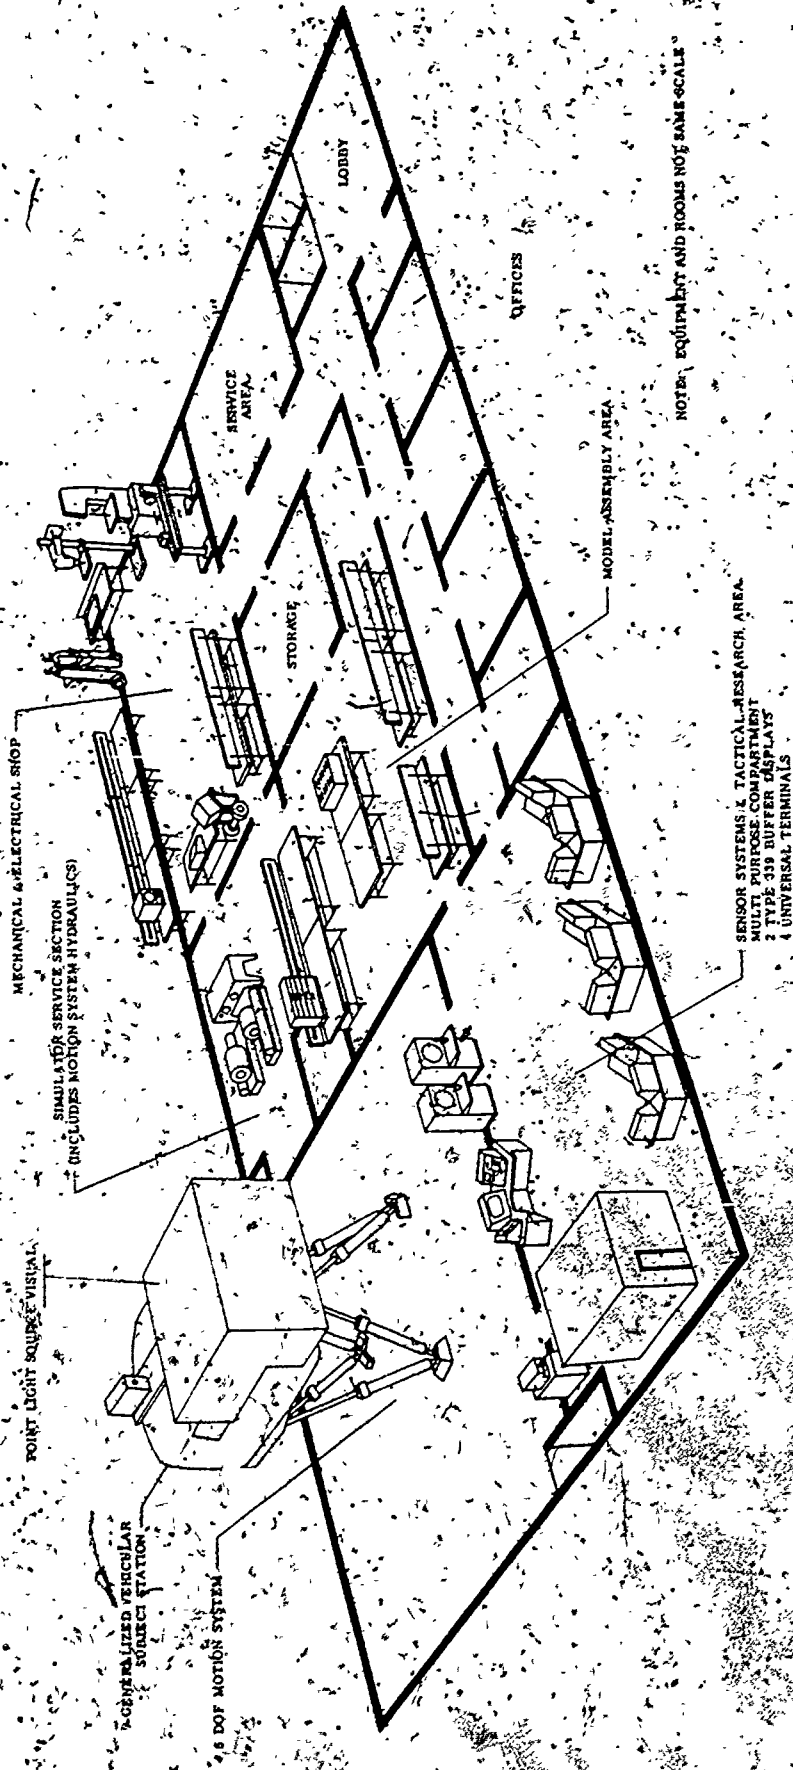 POINT LIGHT SOURCE VISUAL
GENERALIZED VEHICULAR
SUBJECT STATION
6 DOF MOTION SYSTEM
SIMULATOR SERVICE SECTION
(INCLUDES MOTION SYSTEM HYDRAULICS)
MECHANICAL & ELECTRICAL SHOP
STORAGE
SERVICE
AREA
LOBBY
OFFICES
MODEL ASSEMBLY AREA
SENSOR SYSTEMS & TACTICAL RESEARCH AREA
MULTI PURPOSE COMPARTMENT
2 TYPE 339 BUFFER DISPLAYS
4 UNIVERSAL TERMINALS
NOTE: EQUIPMENT AND ROOMS NOT SAME SCALE